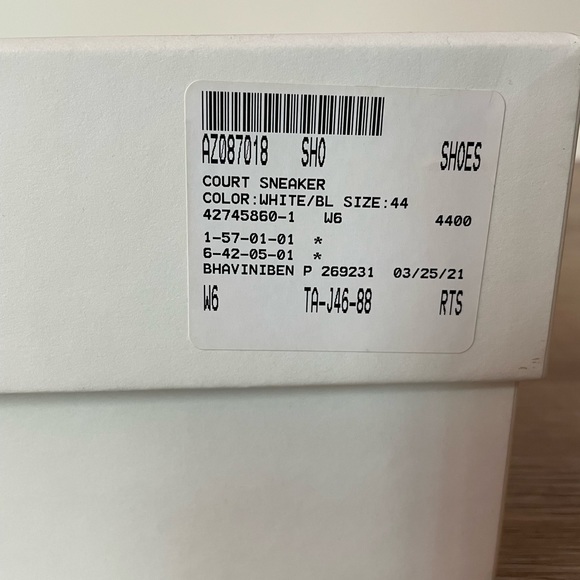 AZ087018 SHO SHOES
COURT SNEAKER
COLOR:WHITE/BL SIZE:44
42745860-1 W6 4400
1-57-01-01 *
6-42-05-01 *
BHAVINIBEN P 269231 03/25/21
W6 TA-J46-88 RTS